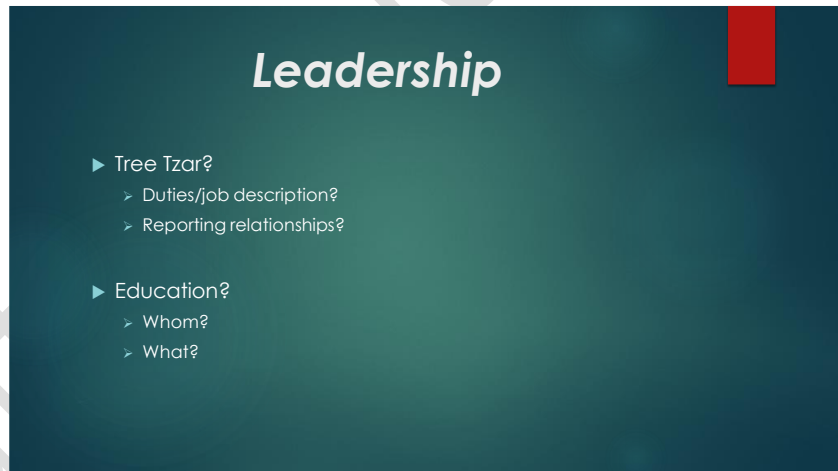 Leadership
Tree Tzar?
Duties/job description?
Reporting relationships?
Education?
Whom?
What?